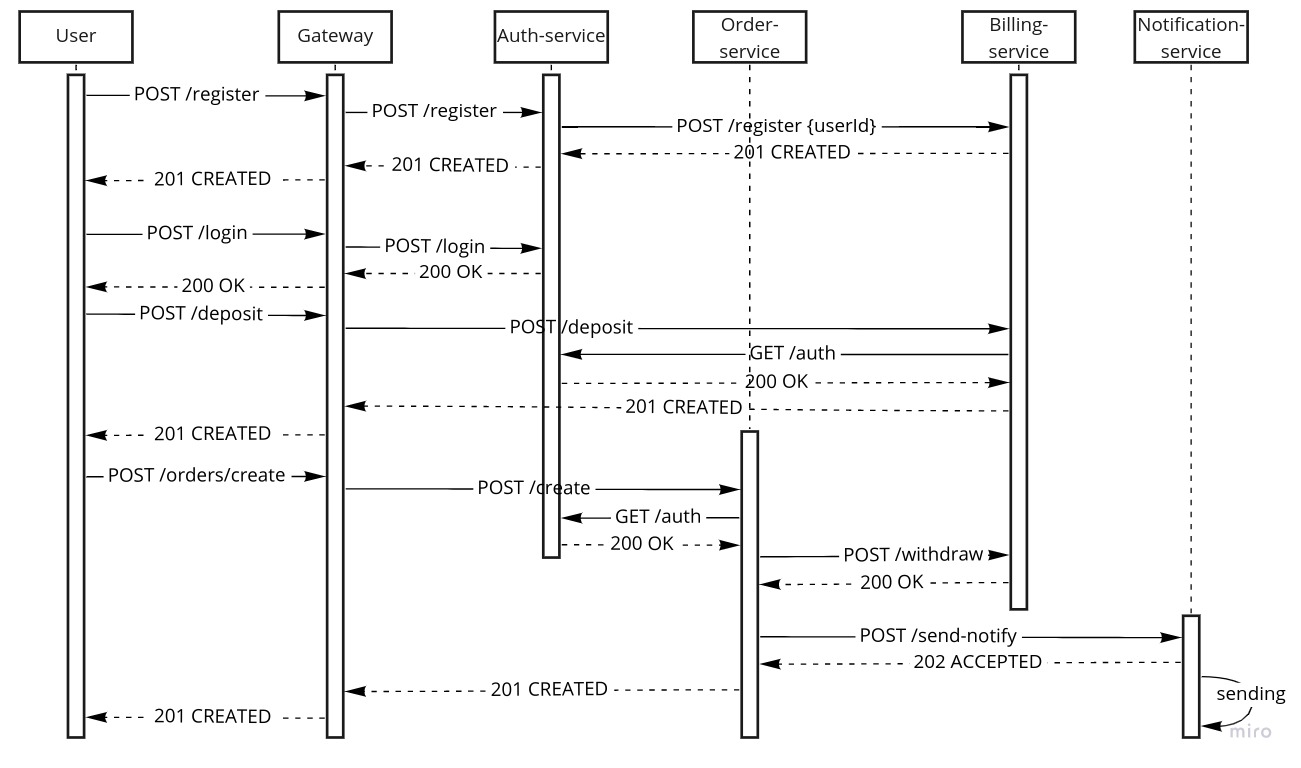 User
Gateway
Auth-service
Order-
service
Billing-
service
Notification-
service
POST /register
POST /register
POST /register {userId}
201 CREATED
201 CREATED
201 CREATED
POST /login
POST /login
200 OK
200 OK
POST /deposit
POST /deposit
GET /auth
200 OK
201 CREATED
201 CREATED
POST /orders/create
POST /create
GET /auth
200 OK
POST /withdraw
200 OK
POST /send-notify
202 ACCEPTED
201 CREATED
sending
201 CREATED
miro